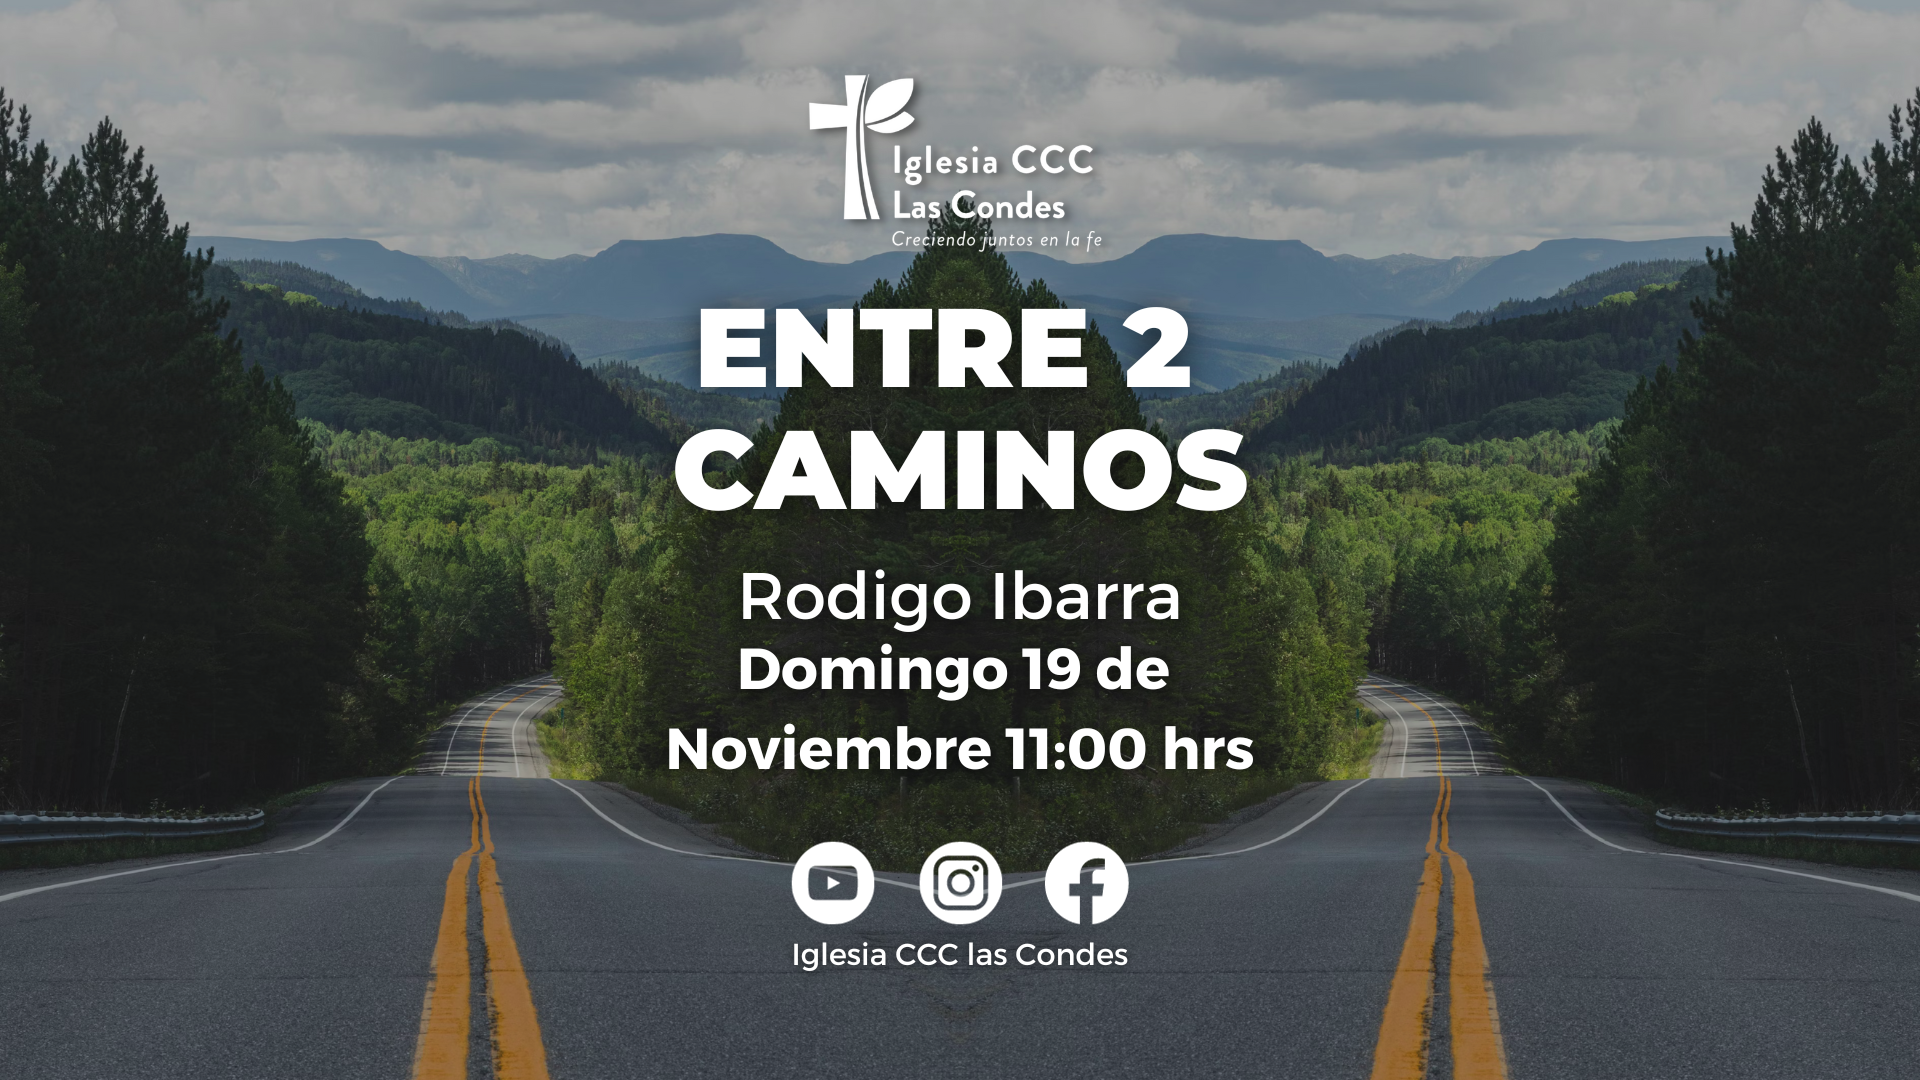 Iglesia CCC
Las Condes
Creciendo juntos en la fe
ENTRE 2
CAMINOS
Rodigo Ibarra
Domingo 19 de
Noviembre 11:00 hrs
Iglesia CCC las Condes